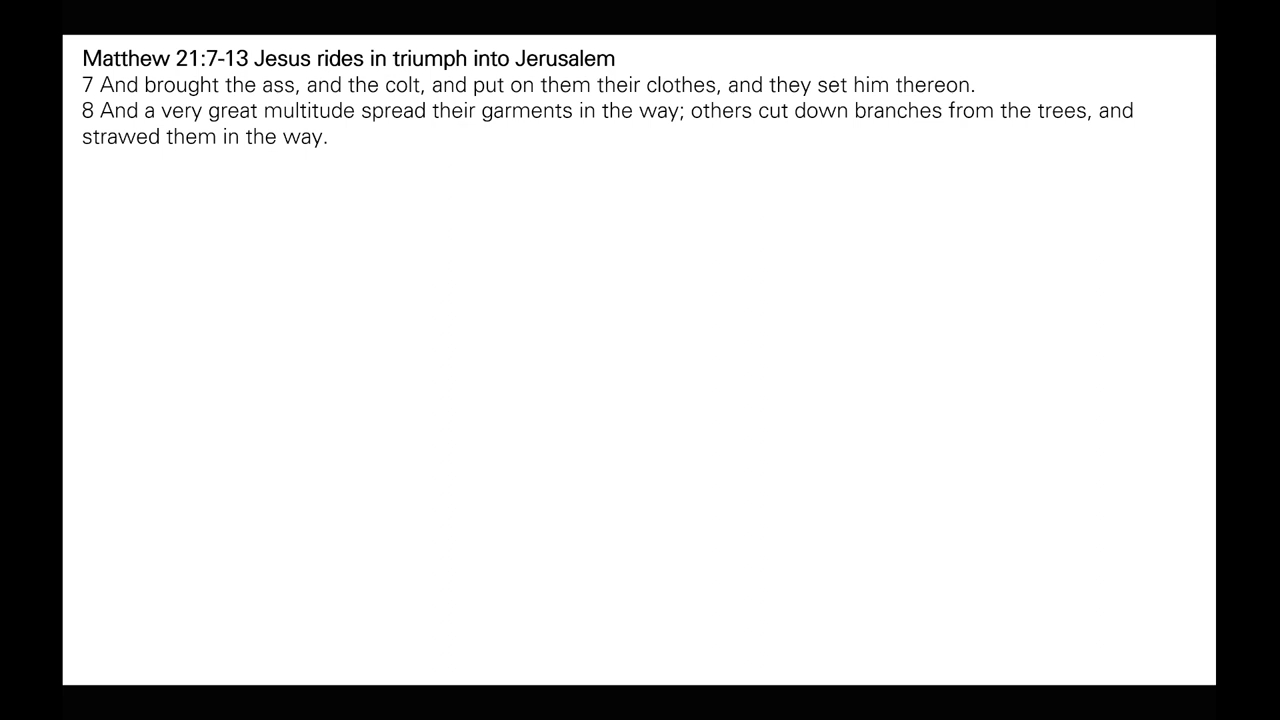 Matthew 21:7-13 Jesus rides in triumph into Jerusalem
7 And brought the ass, and the colt, and put on them their clothes, and they set him thereon.
8 And a very great multitude spread their garments in the way; others cut down branches from the trees, and
strawed them in the way.